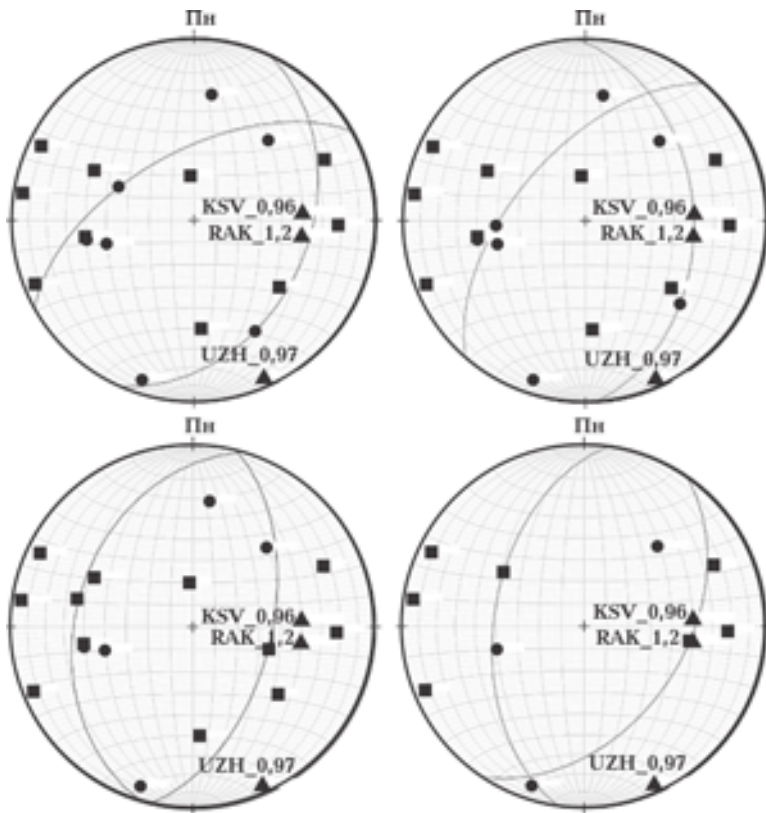 Пн
KSV_0,96
RAK_1,2
UZH_0,97
Пн
KSV_0,96
RAK_1,2
UZH_0,97
Пн
KSV_0,96
RAK_1,2
UZH_0,97
Пн
KSV_0,96
RAK_1,2
UZH_0,97